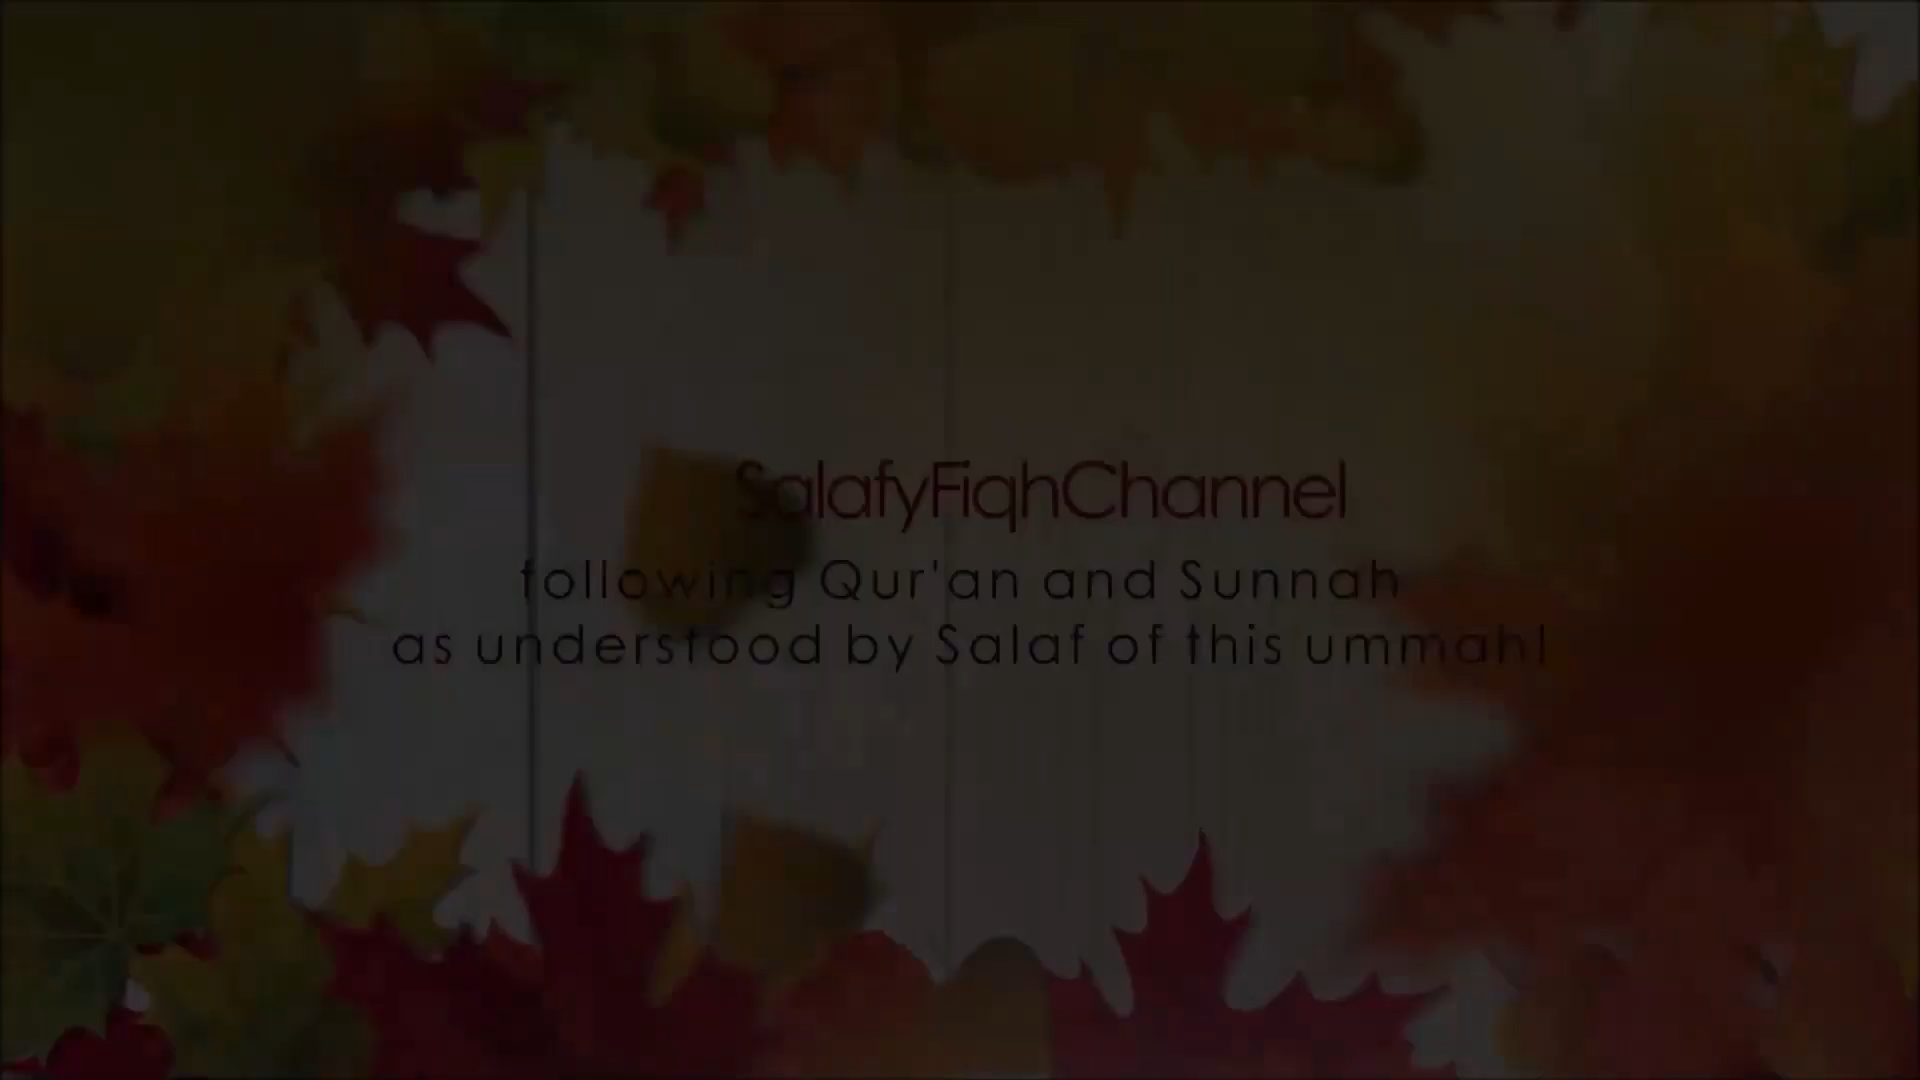 SalafyFiqhChannel
following Qur'an and Sunnah
as understood by Salaf of this ummah!